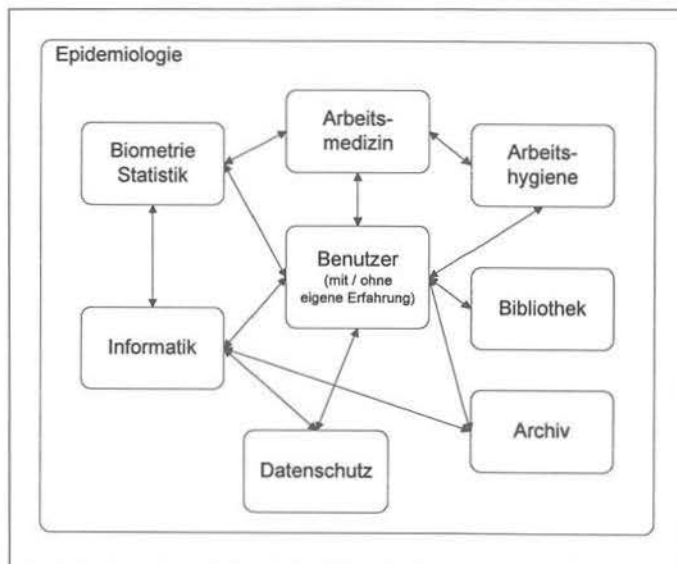 Epidemiologie
Arbeits-
medizin
Biometrie
Statistik
Arbeits-
hygiene
Benutzer
(mit / ohne
eigene Erfahrung)
Bibliothek
Informatik
Archiv
Datenschutz